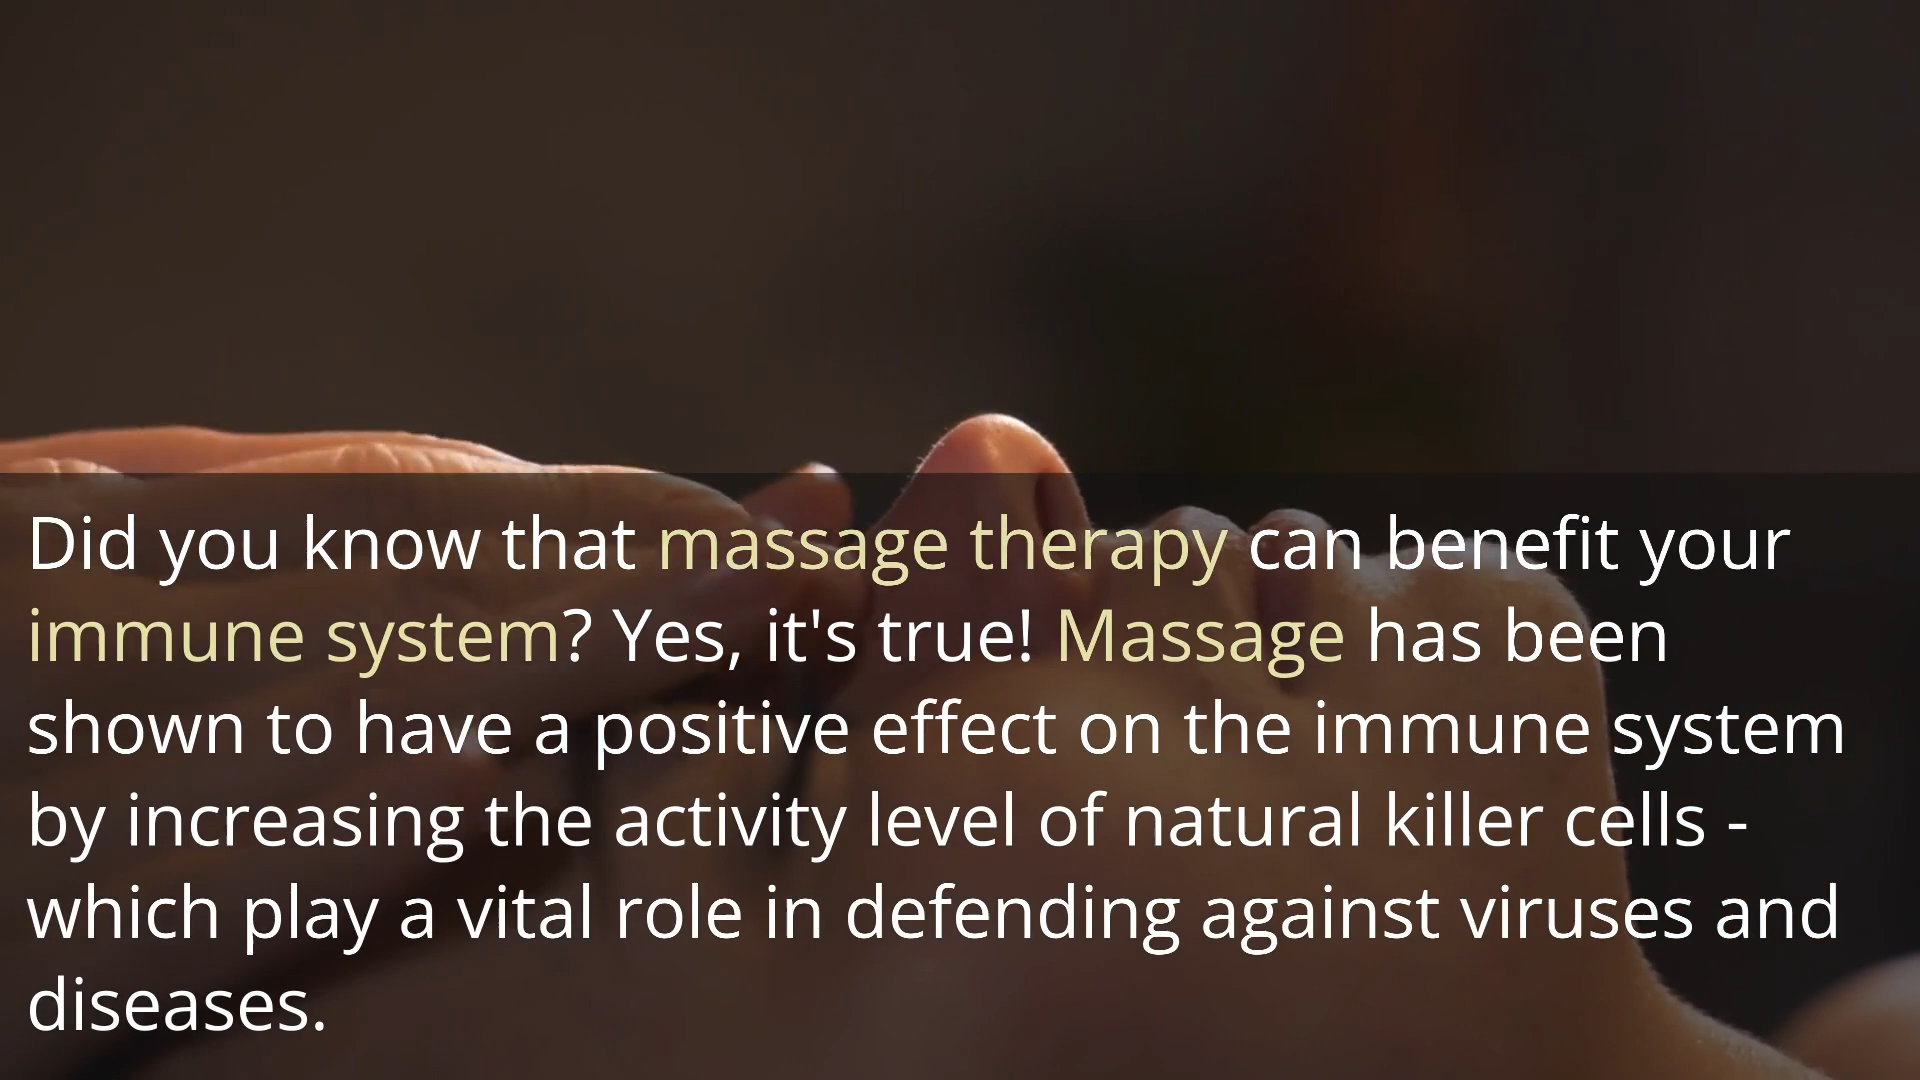 Did you know that massage therapy can benefit your
immune system? Yes, it's true! Massage has been
shown to have a positive effect on the immune system
by increasing the activity level of natural killer cells -
which play a vital role in defending against viruses and
diseases.